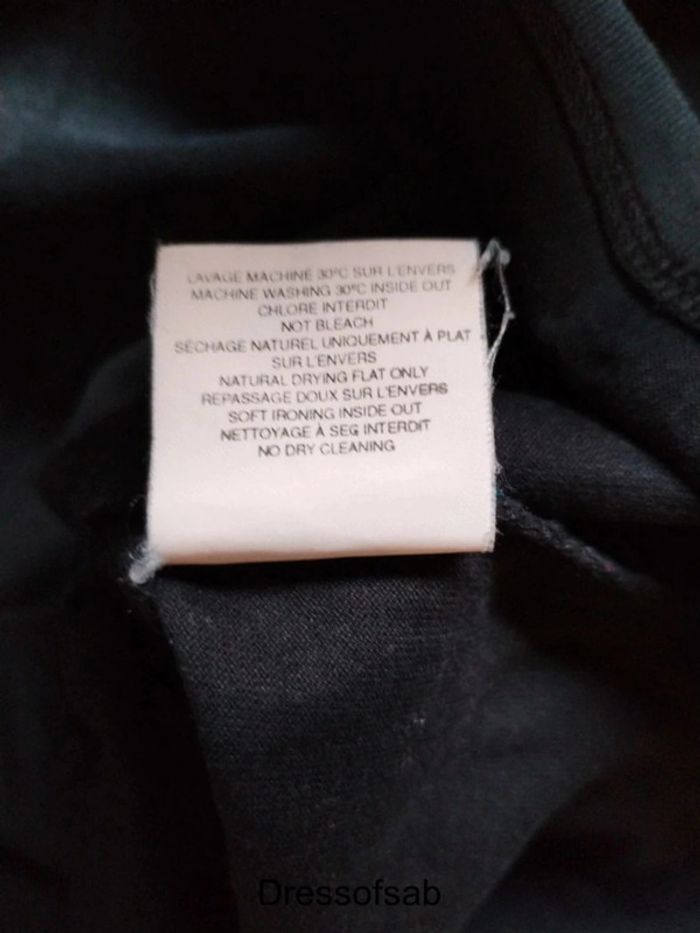 LAVAGE MACHINE 30°C SUR L'ENVERS
MACHINE WASHING 30°C INSIDE OUT
CHLORE INTERDIT
NOT BLEACH
SÉCHAGE NATUREL UNIQUEMENT À PLAT
SUR L'ENVERS
NATURAL DRYING FLAT ONLY
REPASSAGE DOUX SUR L'ENVERS
SOFT IRONING INSIDE OUT
NETTOYAGE À SEG INTERDIT
NO DRY CLEANING
Dressofsab